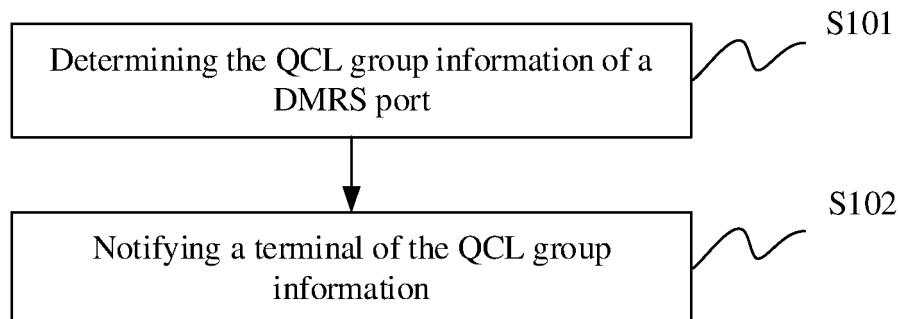 S101
Determining the QCL group information of a
DMRS port
S102
Notifying a terminal of the QCL group
information